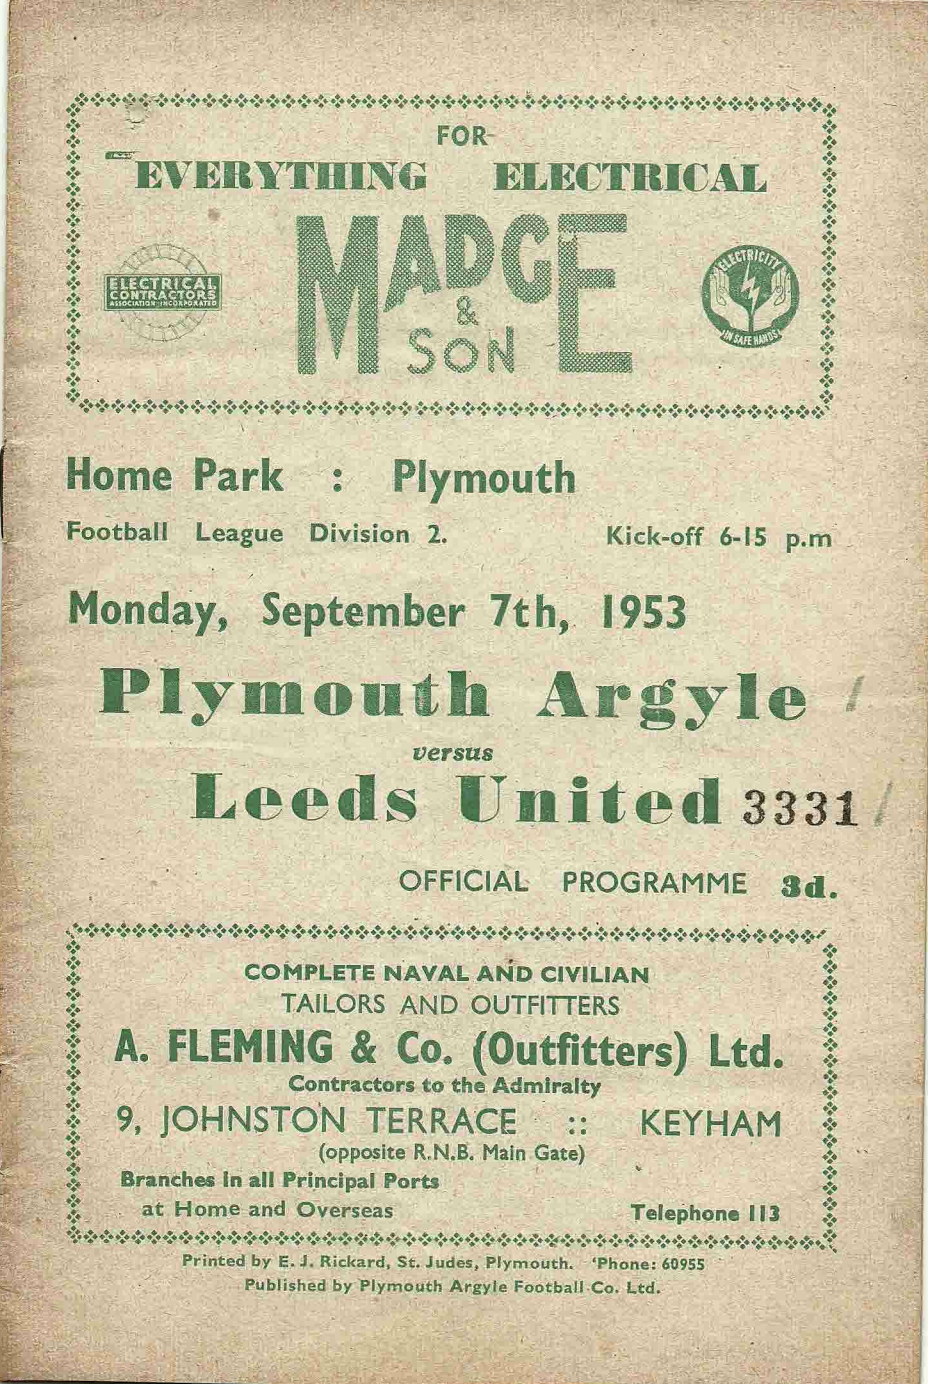 FOR
EVERYTHING ELECTRICAL
MADGE
& SON
ELECTRICAL
CONTRACTORS
ASSOCIATION INCORPORATED
ELECTRICITY
IN SAFE HANDS
Home Park : Plymouth
Football League Division 2. Kick-off 6-15 p.m
Monday, September 7th, 1953
Plymouth Argyle 1
versus
Leeds United 3331 1
OFFICIAL PROGRAMME 3d.
COMPLETE NAVAL AND CIVILIAN
TAILORS AND OUTFITTERS
A. FLEMING & Co. (Outfitters) Ltd.
Contractors to the Admiralty
9, JOHNSTON TERRACE :: KEYHAM
(opposite R.N.B. Main Gate)
Branches in all Principal Ports
at Home and Overseas Telephone 113
Printed by E. J. Rickard, St. Judes, Plymouth. 'Phone: 60955
Published by Plymouth Argyle Football Co. Ltd.